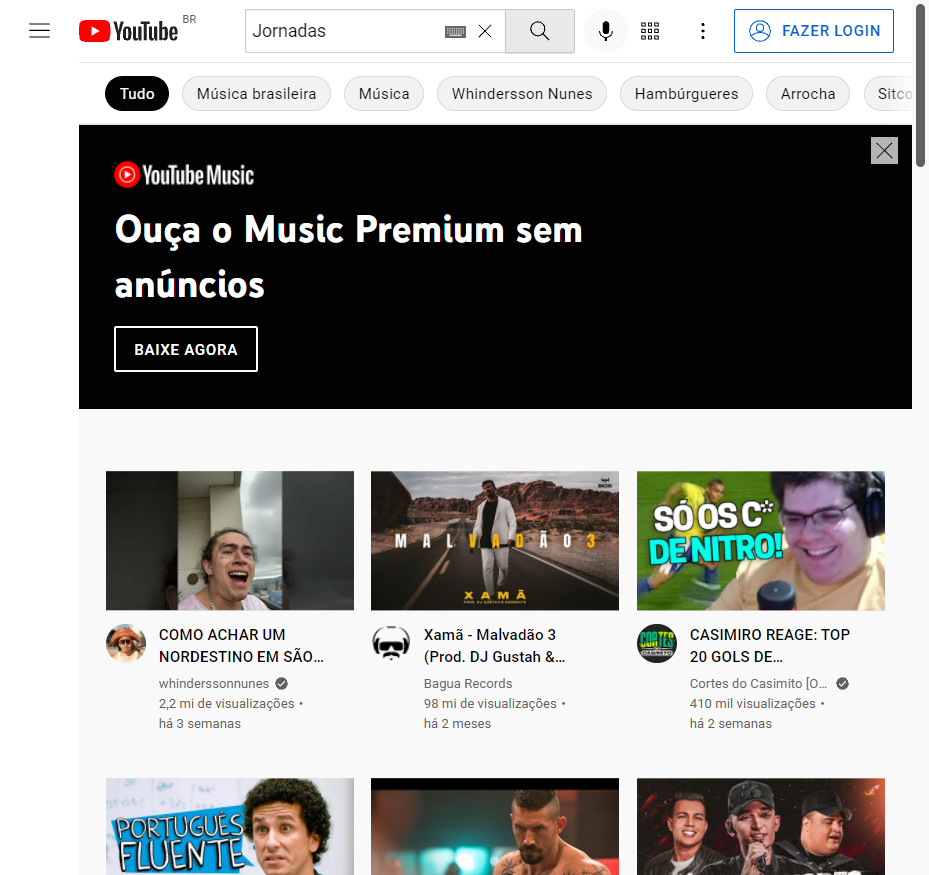 YouTube BR
Jordadas
FAZER LOGIN
Tudo
Música brasileira
Música
Whindersson Nunes
Hambúrgueres
Arrocha
Sitco
YouTube Music
Ouça o Music Premium sem
anúncios
BAIXE AGORA
MALVADÃO 3
XAMÃ
SÓ OS C*
DE NITRO!
CORTES
COMO ACHAR UM
NORDESTINO EM SÃO...
whinderssonnunes
2,2 mi de visualizações •
há 3 semanas
Xamã - Malvadão 3
(Prod. DJ Gustah &...
Bagua Records
98 mi de visualizações •
há 2 meses
CASIMIRO REAGE: TOP
20 GOLS DE...
Cortes do Casimito [O...
410 mil visualizações •
há 2 semanas
PORTUGUÊS
FLUENTE